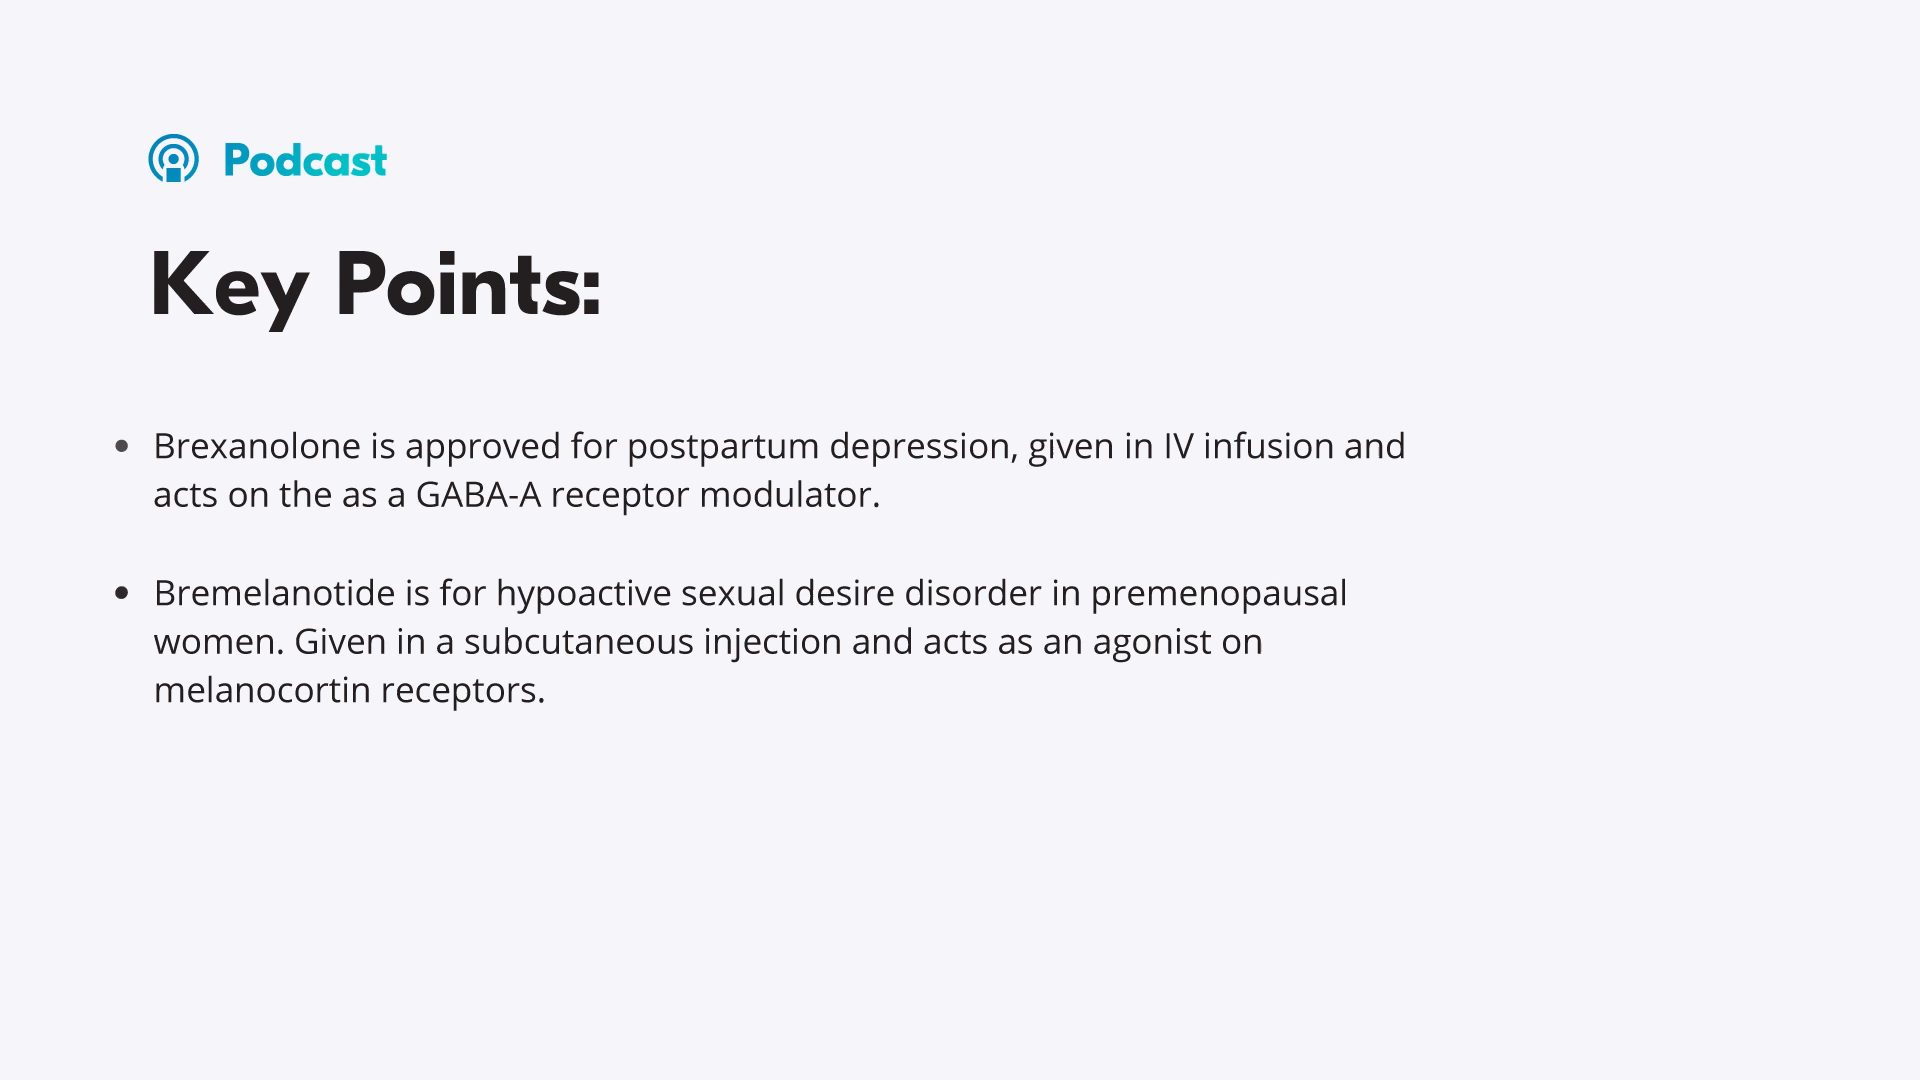 Podcast
Key Points:
• Brexanolone is approved for postpartum depression, given in IV infusion and
acts on the as a GABA-A receptor modulator.
• Bremelanotide is for hypoactive sexual desire disorder in premenopausal
women. Given in a subcutaneous injection and acts as an agonist on
melanocortin receptors.